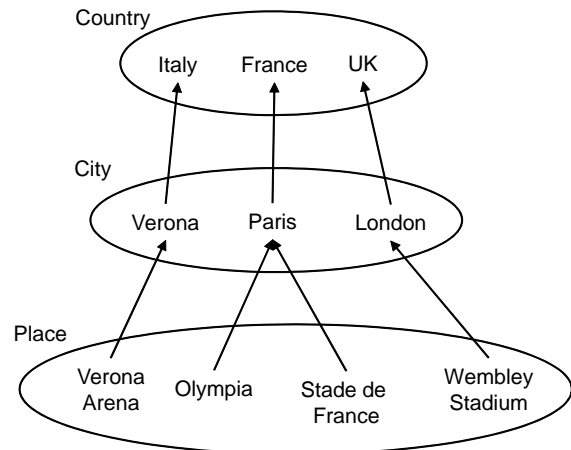 Country
Italy France UK
City
Verona Paris London
Place
Verona Arena
Olympia
Stade de France
Wembley Stadium